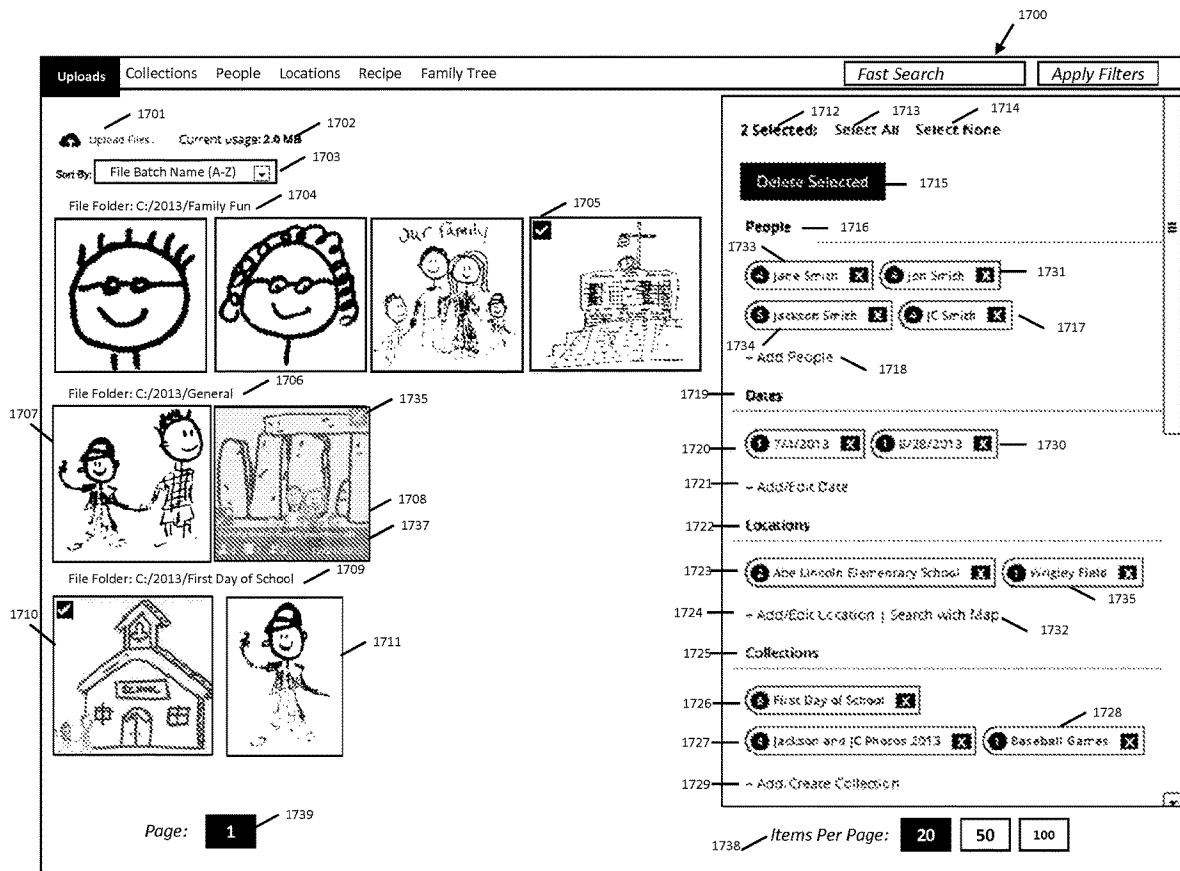 1700
Uploads Collections People Locations Recipe Family Tree Fast Search Apply Filters
1701
Upload Files.. Current usage: 2.0 MB 1702
Sort By: File Batch Name (A-Z) 1703
File Folder: C:/2013/Family Fun 1704
1705
our family
File Folder: C:/2013/General 1706
1707
1735
1708
1737
File Folder: C:/2013/First Day of School 1709
1710
SCHOOL
1711
Page: 1 1739
1712 1713 1714
2 Selected: Select All Select None
Delete Selected 1715
People 1716
1733
Jane Smith X Jon Smith X 1731
Jackson Smith X JC Smith X 1717
1734
Add People 1718
1719 Dates
1720 2013 X 8/28/2013 X 1730
1721 Add/Edit Date
1722 Locations
1723 2 Abe Lincoln Elementary School X 1 Wrigley Field X
1735
1724 Add/Edit Location | Search with Map 1732
1725 Collections
1726 First Day of School X
1728
1727 Jackson and JC Photos 2013 X 1 Baseball Games X
1729 Add/Create Collection
1738 Items Per Page: 20 50 100